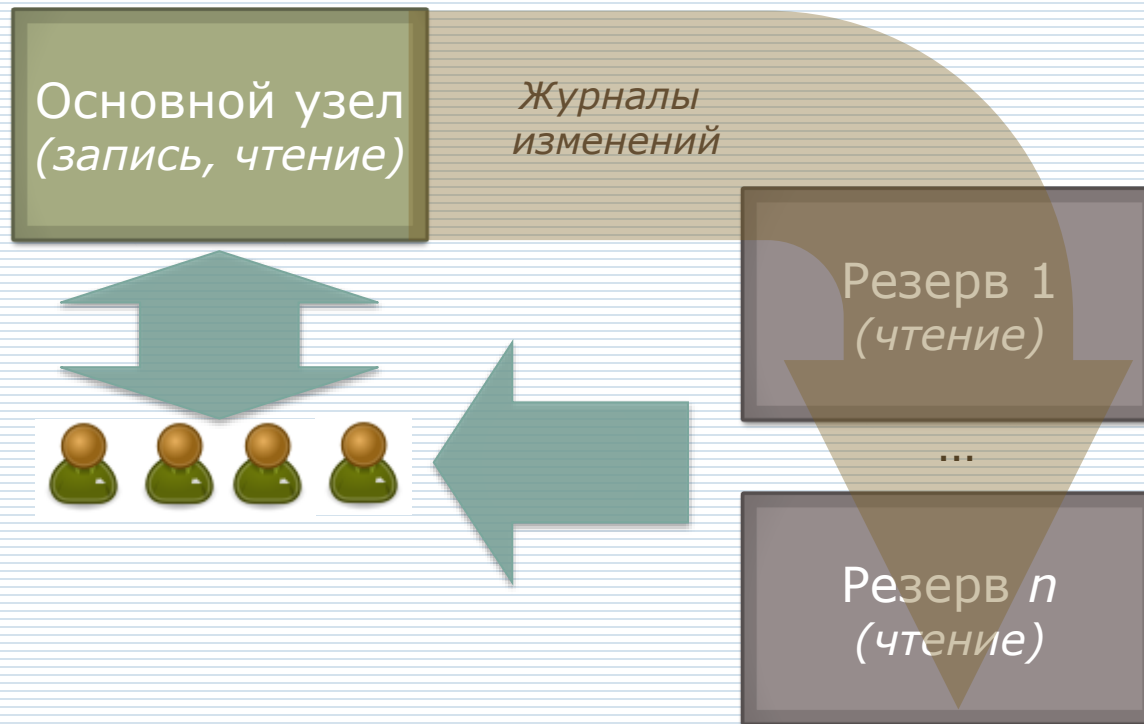 Основной узел
(запись, чтение)
Журналы
изменений
Резерв 1
(чтение)
...
Резерв n
(чтение)